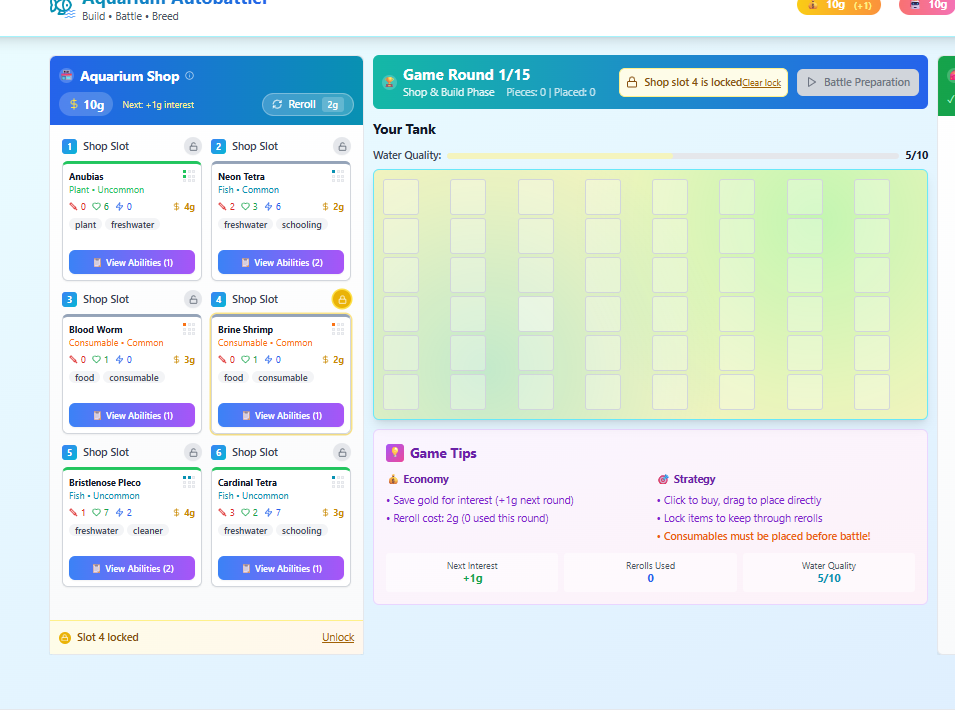 Aquarium Autobattler
Build • Battle • Breed
10g (+1)
10g
Aquarium Shop
$ 10g
Next: +1g interest
Reroll 2g
1 Shop Slot
Anubias
Plant • Uncommon
0 6 0 $ 4g
plant freshwater
View Abilities (1)
2 Shop Slot
Neon Tetra
Fish • Common
2 3 6 $ 2g
freshwater schooling
View Abilities (2)
3 Shop Slot
Blood Worm
Consumable • Common
0 1 0 $ 3g
food consumable
View Abilities (1)
4 Shop Slot
Brine Shrimp
Consumable • Common
0 1 0 $ 2g
food consumable
View Abilities (1)
5 Shop Slot
Bristlenose Pleco
Fish • Uncommon
1 7 2 $ 4g
freshwater cleaner
View Abilities (2)
6 Shop Slot
Cardinal Tetra
Fish • Uncommon
3 2 7 $ 3g
freshwater schooling
View Abilities (1)
Slot 4 locked
Unlock
Game Round 1/15
Shop & Build Phase Pieces: 0 | Placed: 0
Shop slot 4 is locked Clear lock
Battle Preparation
Your Tank
Water Quality: 5/10
Game Tips
Economy
• Save gold for interest (+1g next round)
• Reroll cost: 2g (0 used this round)
Strategy
• Click to buy, drag to place directly
• Lock items to keep through rerolls
• Consumables must be placed before battle!
Next Interest
+1g
Rerolls Used
0
Water Quality
5/10